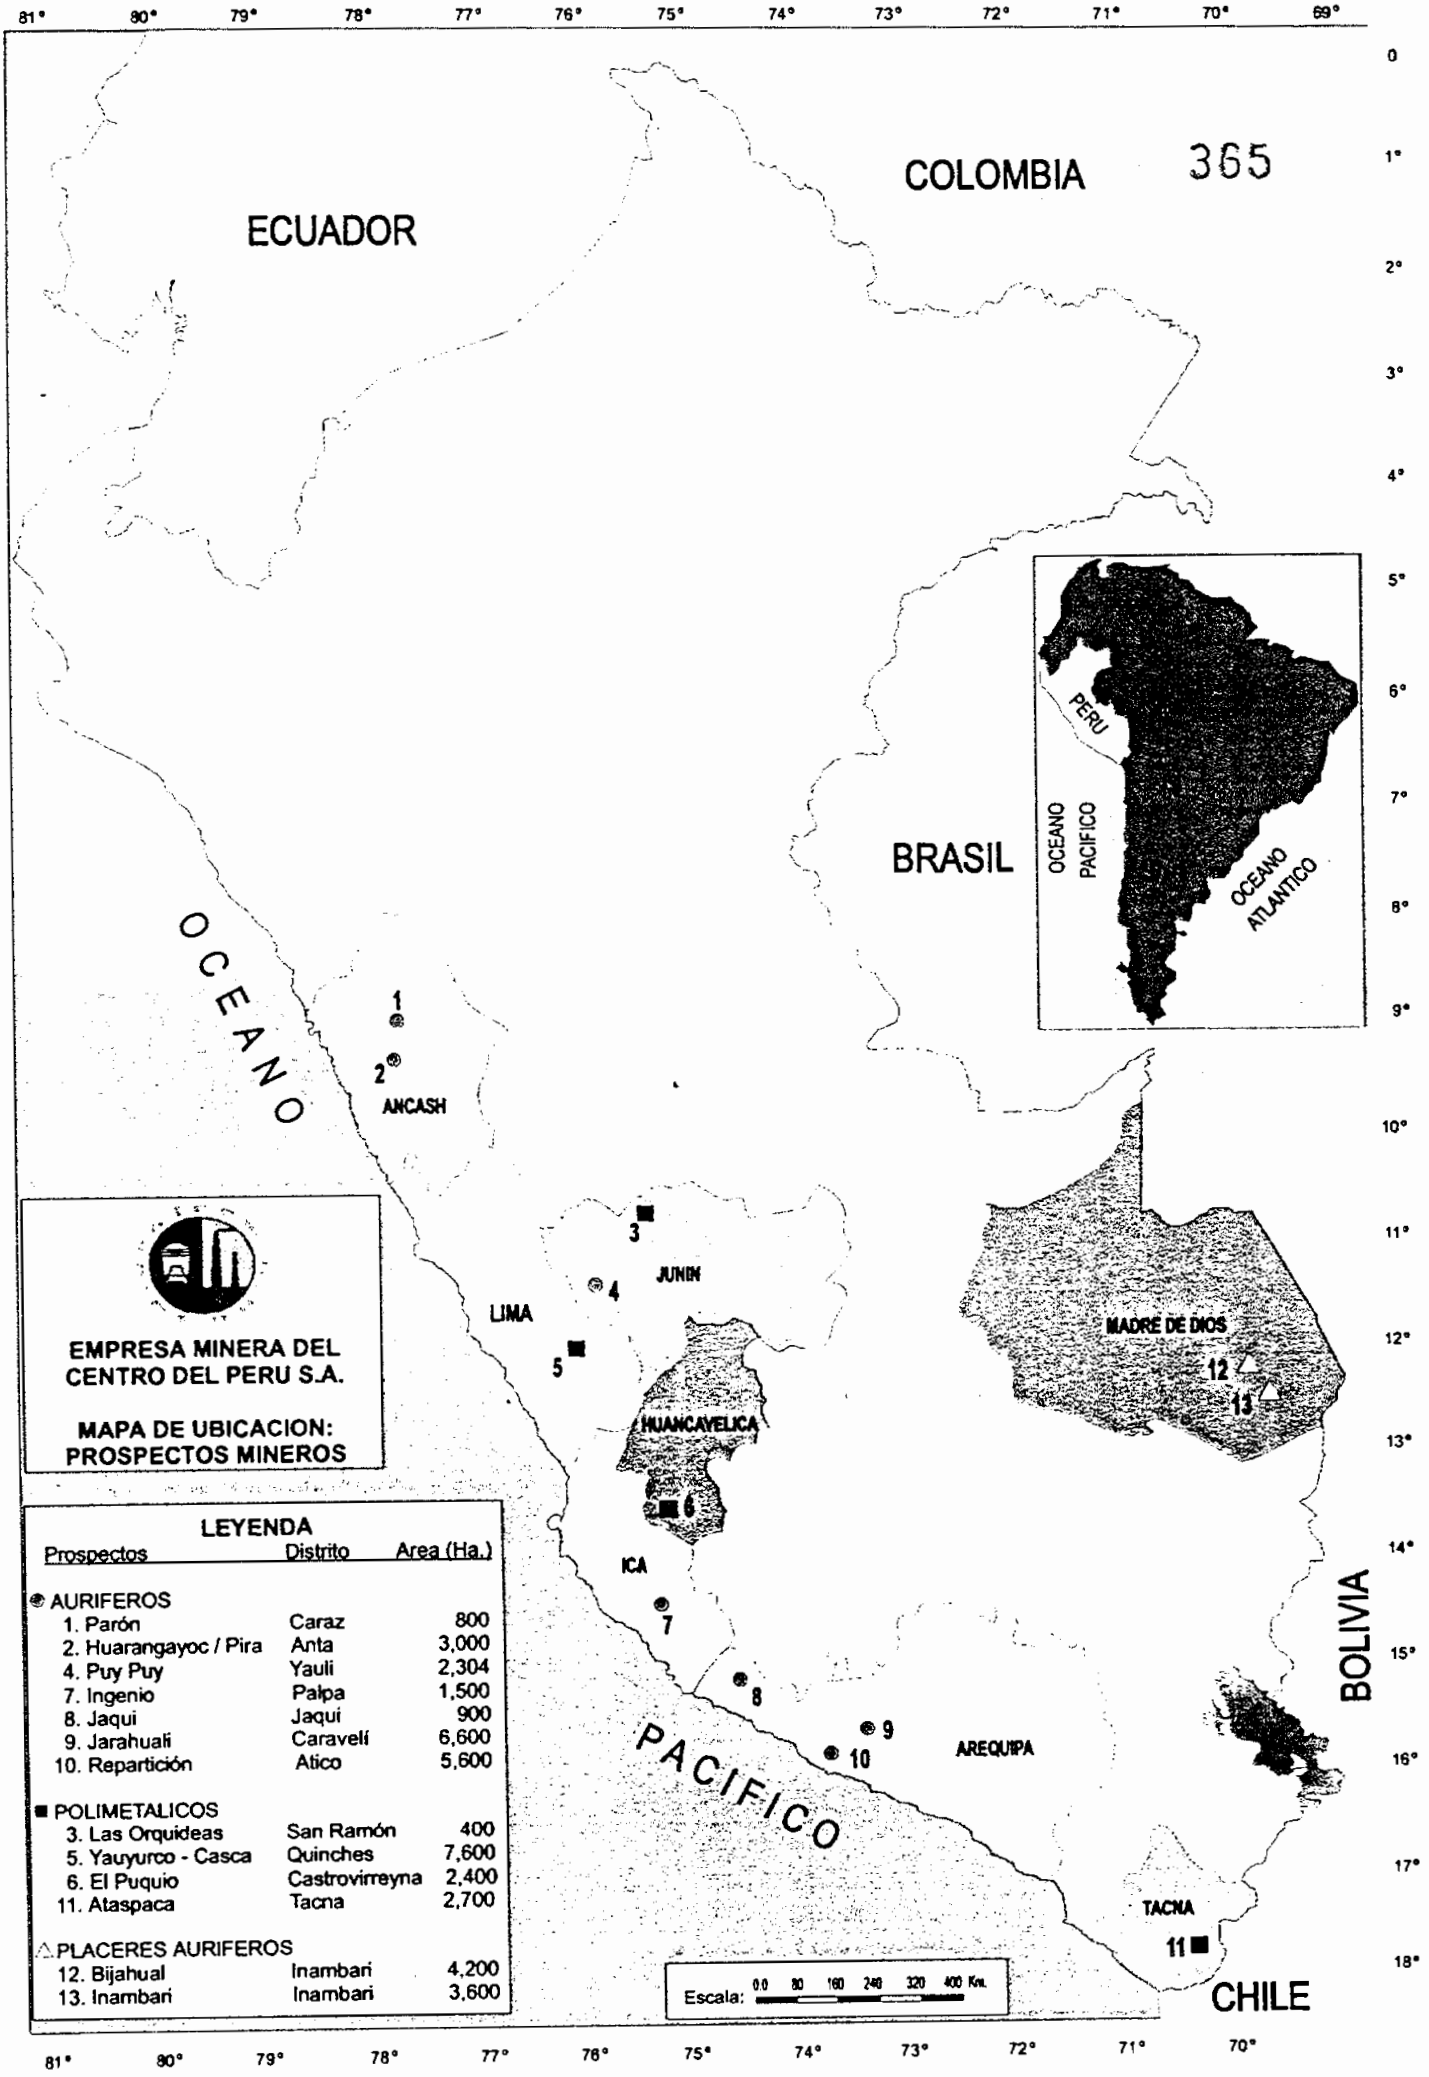 81° 80° 79° 78° 77° 76° 75° 74° 73° 72° 71° 70° 69°
0
1°
2°
3°
4°
5°
6°
7°
8°
9°
10°
11°
12°
13°
14°
15°
16°
17°
18°
365
COLOMBIA
ECUADOR
BRASIL
PERU
OCEANO
PACIFICO
OCEANO
ATLANTICO
OCEANO
1
2
ANCASH
3
JUNIN
4
LIMA
5
HUANCAVELICA
6
MADRE DE DIOS
12
13
ICA
7
8
9
10
AREQUIPA
PACIFICO
BOLIVIA
TACNA
11
CHILE
EMPRESA MINERA DEL
CENTRO DEL PERU S.A.
MAPA DE UBICACION:
PROSPECTOS MINEROS
LEYENDA
Prospectos Distrito Area (Ha.)
AURIFEROS
1. Parón Caraz 800
2. Huarangayoc / Pira Anta 3,000
4. Puy Puy Yauli 2,304
7. Ingenio Palpa 1,500
8. Jaqui Jaqui 900
9. Jarahuali Caravelí 6,600
10. Repartición Atico 5,600
POLIMETALICOS
3. Las Orquideas San Ramón 400
5. Yauyurco - Casca Quinches 7,600
6. El Puquio Castrovirreyna 2,400
11. Ataspaca Tacna 2,700
PLACERES AURIFEROS
12. Bijahual Inambari 4,200
13. Inambari Inambari 3,600
Escala: 0.0 80 160 240 320 400 Km.
81° 80° 79° 78° 77° 76° 75° 74° 73° 72° 71° 70°